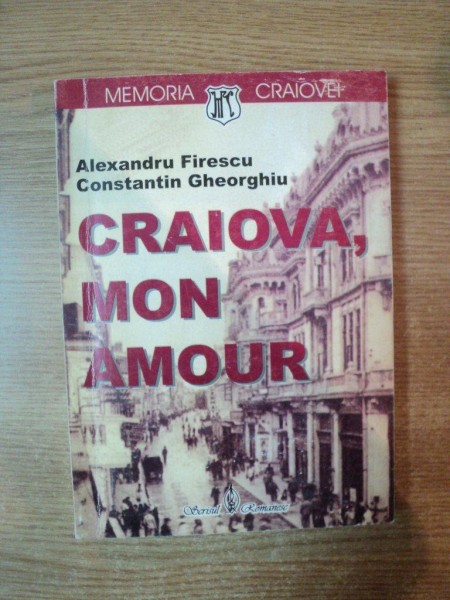 MEMORIA CRAIOVEI
Alexandru Firescu
Constantin Gheorghiu
CRAIOVA,
MON
AMOUR
Scrisul Românesc